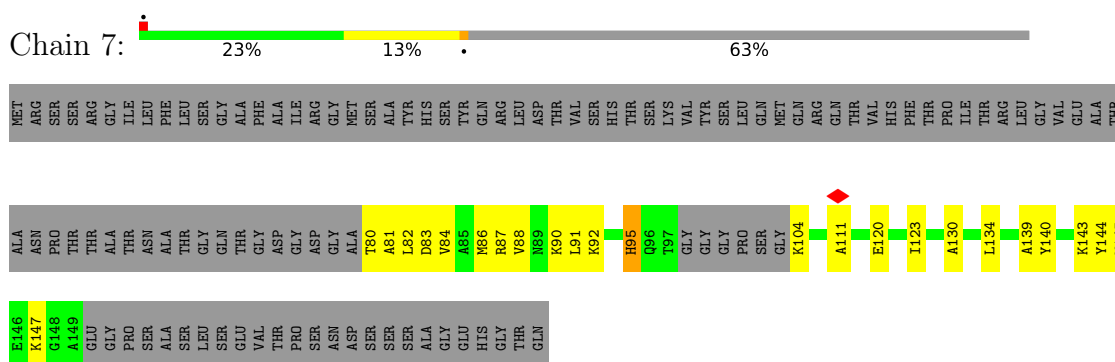 Chain 7:
23% 13% • 63%
MET ARG SER SER ARG GLY ILE LEU PHE LEU SER GLY ALA PHE ALA ILE ARG GLY MET SER ALA TYR HIS SER TYR GLN ARG LEU ASP THR VAL SER HIS THR SER LYS VAL TYR SER LEU GLN MET GLN ARG GLN THR VAL HIS PHE THR PRO ILE THR ARG LEU GLY VAL GLU ALA THR
ALA ASN PRO THR THR ALA THR ASN ALA THR GLY GLN THR GLY ASP GLY ASP GLY ALA T80 A81 L82 D83 V84 A85 M86 R87 V88 N89 K90 L91 K92 H95 Q96 T97 GLY GLY GLY PRO SER GLY K104 A111 E120 I123 A130 L134 A139 Y140 K143 Y144
E146 K147 G148 A149 GLU GLY PRO SER ALA SER LEU SER GLU VAL THR PRO SER ASN ASP SER SER SER ALA GLY GLU HIS GLY THR GLN